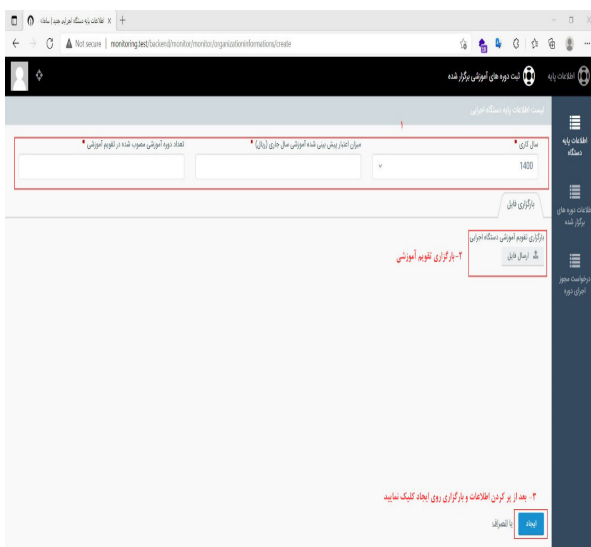 اطلاعات پایه دستگاه اجرایی جدید | سامانه
Not secure | monitoring.test/backend/monitor/monitor/organizationinformations/create
اطلاعات پایه
ثبت دوره های آموزشی برگزار شده
لیست اطلاعات پایه دستگاه اجرایی
۱
سال کاری *
میزان اعتبار پیش بینی شده آموزشی سال جاری (ریال) *
تعداد دوره آموزشی مصوب شده در تقویم آموزشی *
1400
بارگزاری فایل
بارگزاری تقویم آموزشی دستگاه اجرایی
ارسال فایل
۲-بارگزاری تقویم آموزشی
اطلاعات پایه
دستگاه
اطلاعات دوره های
برگزار شده
درخواست مجوز
اجرای دوره
۳- بعد از پر کردن اطلاعات و بارگزاری روی ایجاد کلیک نمایید
ایجاد یا انصراف